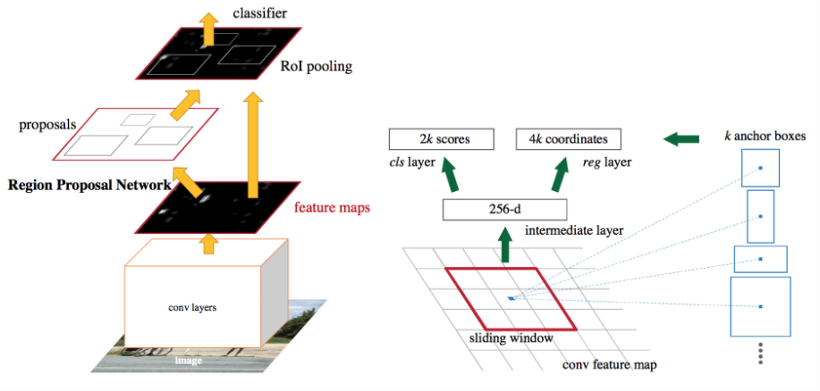 classifier
RoI pooling
proposals
Region Proposal Network
feature maps
conv layers
image
2k scores
4k coordinates
k anchor boxes
cls layer
reg layer
256-d
intermediate layer
sliding window
conv feature map